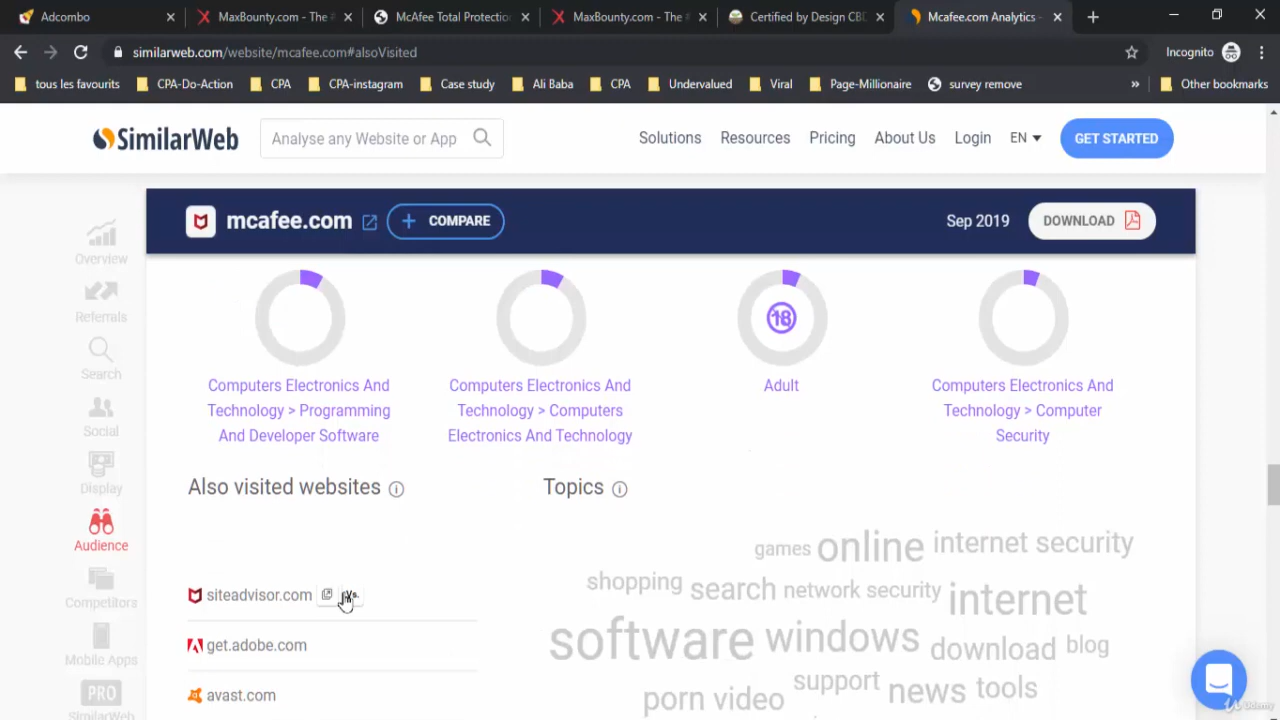 Adcombo
MaxBounty.com - The
McAfee Total Protectio
MaxBounty.com - The #
Certified by Design CBD
Mcafee.com Analytics -
similarweb.com/website/mcafee.com#alsoVisited
Incognito
tous les favourits
CPA-Do-Action
CPA
CPA-instagram
Case study
Ali Baba
CPA
Undervalued
Viral
Page-Millionaire
survey remove
»
Other bookmarks
SimilarWeb
Analyse any Website or App
Solutions
Resources
Pricing
About Us
Login
EN
GET STARTED
mcafee.com
+ COMPARE
Sep 2019
DOWNLOAD
Overview
Referrals
Search
Social
Display
Audience
Competitors
Mobile Apps
PRO
SimilarWeb
18
Computers Electronics And
Technology > Programming
And Developer Software
Computers Electronics And
Technology > Computers
Electronics And Technology
Adult
Computers Electronics And
Technology > Computer
Security
Also visited websites
Topics
siteadvisor.com
get.adobe.com
avast.com
games online internet security
shopping search network security internet
software windows download blog
porn video support news tools
Udemy